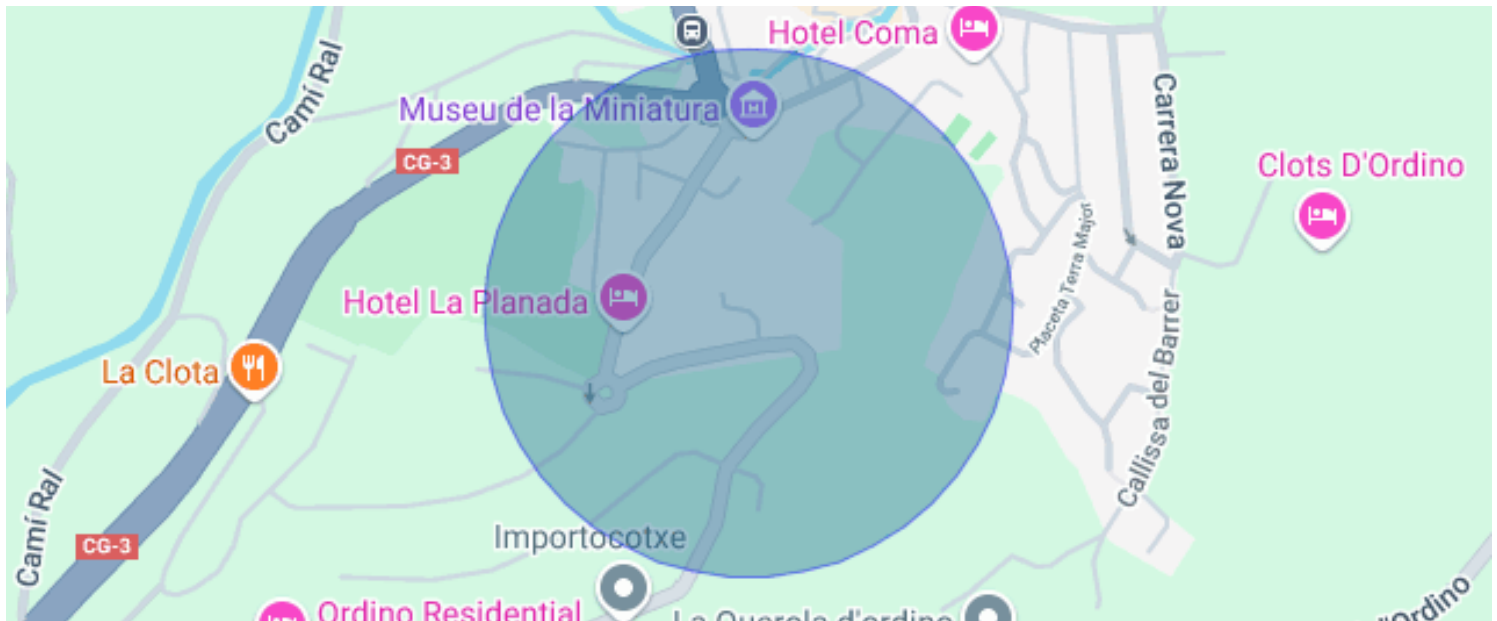 Hotel Coma
Camí Ral
Museu de la Miniatura
CG-3
Carrera Nova
Clots D'Ordino
Placeta Terra Major
Hotel La Planada
La Clota
Callissa del Barrer
Camí Ral
CG-3
Importocotxe
Ordino Residential
La Querola d'ordino
d'Ordino